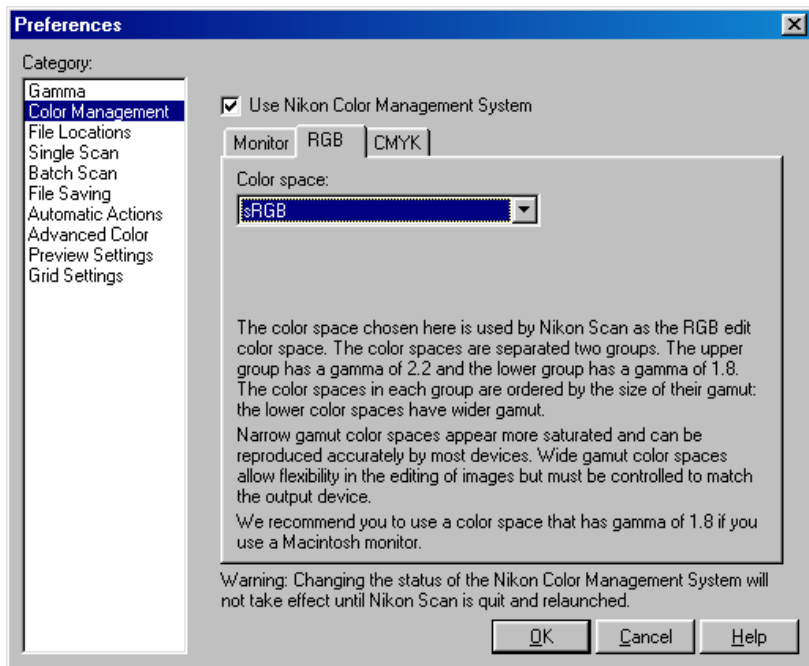 Preferences
Category:
Gamma
Color Management
File Locations
Single Scan
Batch Scan
File Saving
Automatic Actions
Advanced Color
Preview Settings
Grid Settings
Use Nikon Color Management System
Monitor RGB CMYK
Color space:
sRGB
The color space chosen here is used by Nikon Scan as the RGB edit
color space. The color spaces are separated two groups. The upper
group has a gamma of 2.2 and the lower group has a gamma of 1.8.
The color spaces in each group are ordered by the size of their gamut:
the lower color spaces have wider gamut.
Narrow gamut color spaces appear more saturated and can be
reproduced accurately by most devices. Wide gamut color spaces
allow flexibility in the editing of images but must be controlled to match
the output device.
We recommend you to use a color space that has gamma of 1.8 if you
use a Macintosh monitor.
Warning: Changing the status of the Nikon Color Management System will
not take effect until Nikon Scan is quit and relaunched.
OK Cancel Help